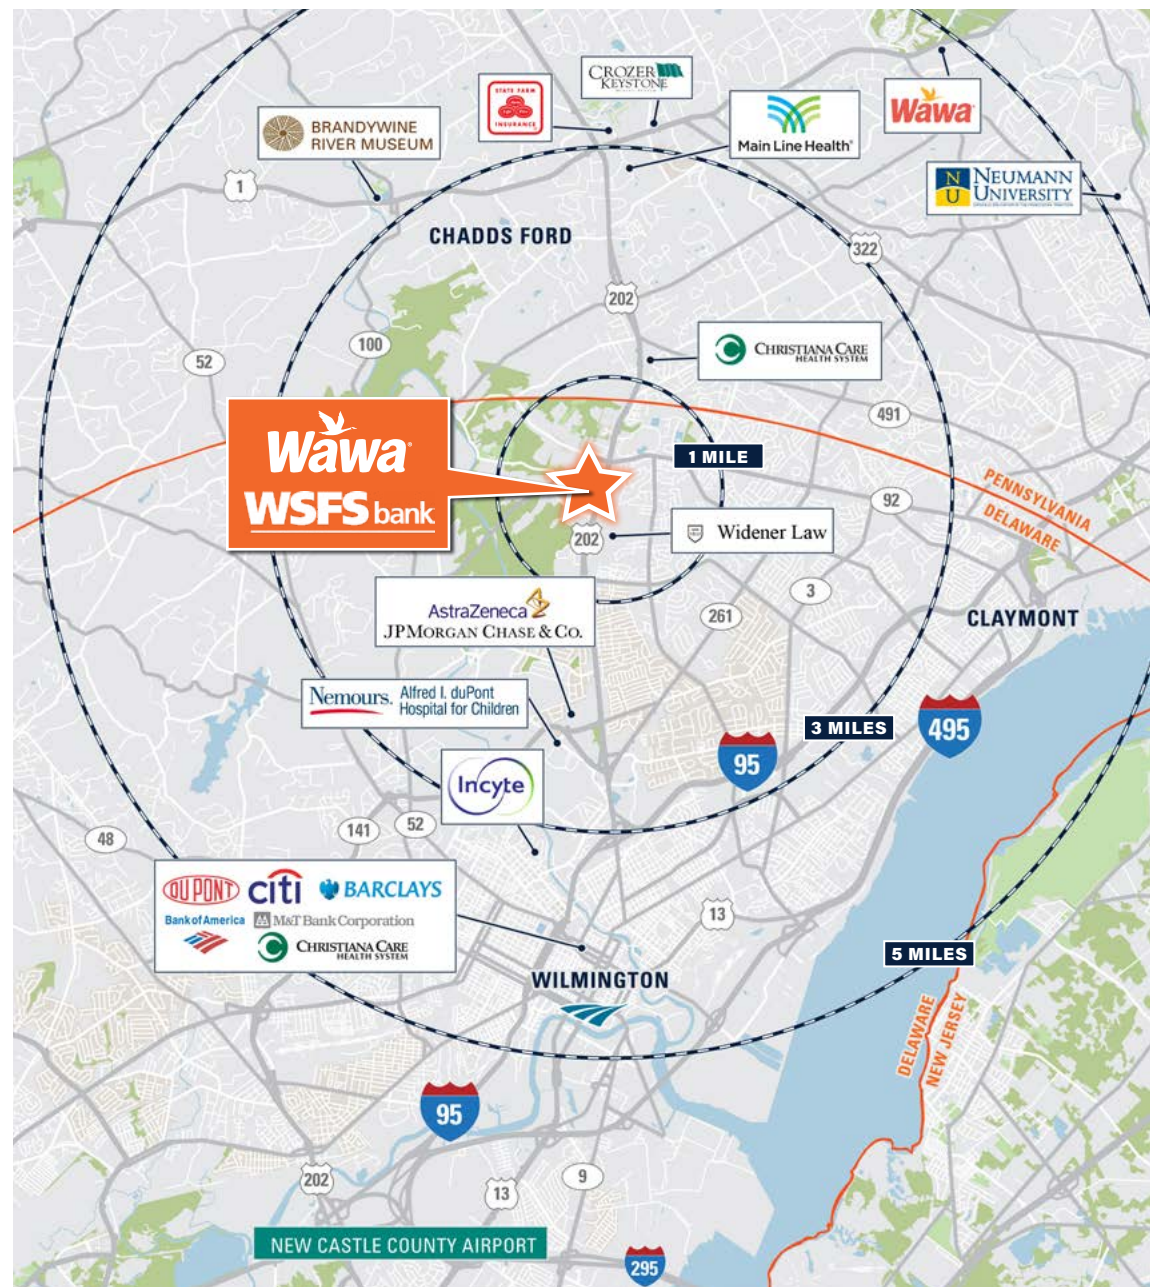 CROZER
KEYSTONE
STATE FARM
INSURANCE
BRANDYWINE
RIVER MUSEUM
Main Line Health®
Wawa
NEUMANN
UNIVERSITY
N
U
1
CHADDS FORD
322
202
100
52
CHRISTIANA CARE
HEALTH SYSTEM
491
Wawa
WSFS bank
1 MILE
PENNSYLVANIA
DELAWARE
92
202
Widener Law
AstraZeneca
JPMORGAN CHASE & CO.
3
261
CLAYMONT
Nemours. Alfred I. duPont
Hospital for Children
3 MILES
495
95
Incyte
48
141
52
DUPONT
citi
BARCLAYS
Bank of America
M&T Bank Corporation
CHRISTIANA CARE
HEALTH SYSTEM
13
5 MILES
WILMINGTON
DELAWARE
NEW JERSEY
95
202
13
9
NEW CASTLE COUNTY AIRPORT
295